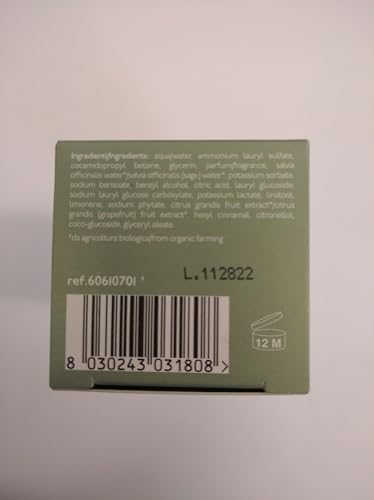 Ingredienti/Ingrediente: aqua/water, ammonium lauryl sulfate,
cocamidopropyl betaine, glycerin, parfum/fragrance, salvia
officinalis water*/salvia officinalis (sage) water*, potassium sorbate,
sodium benzoate, benzyl alcohol, citric acid, lauryl glucoside,
sodium lauryl glucose carboxylate, potassium lactate, linalool,
limonene, sodium phytate, citrus grandis fruit extract*/citrus
grandis (grapefruit) fruit extract*, hexyl cinnamal, citronellol,
coco-glucoside, glyceryl oleate.
*da agricoltura biologica/from organic farming
ref.60610701
L.112822
12 M
8 030243 031808 >